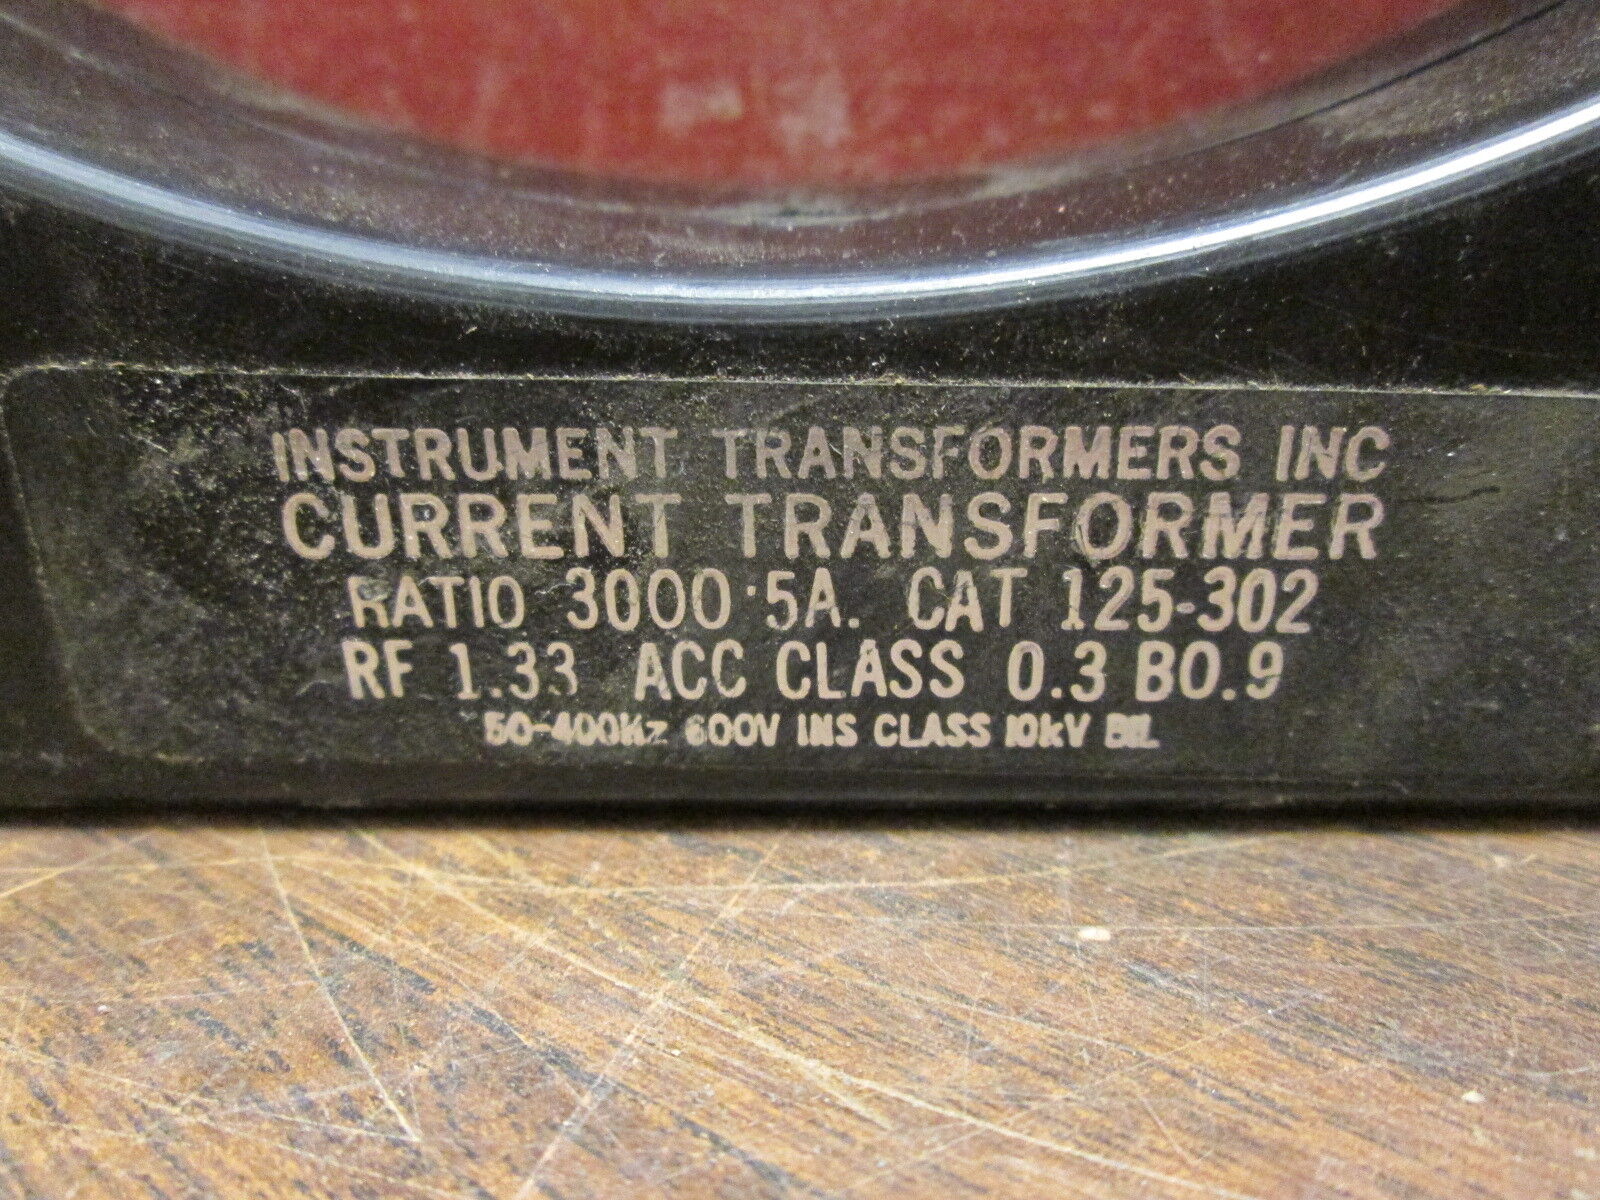 INSTRUMENT TRANSFORMERS INC
CURRENT TRANSFORMER
RATIO 3000:5A. CAT 125-302
RF 1.33 ACC CLASS 0.3 B0.9
50-400Hz 600V INS CLASS 10kV BIL